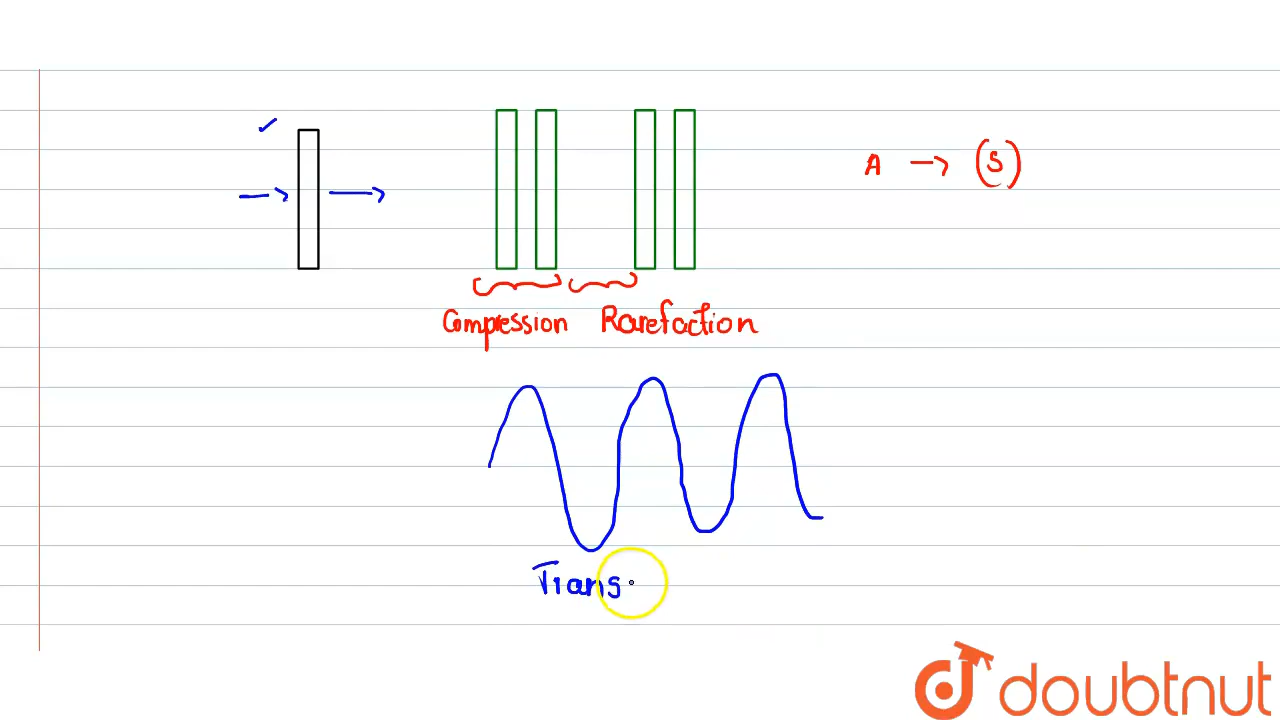 A → (S)
Compression Rarefaction
Trans
doubtnut